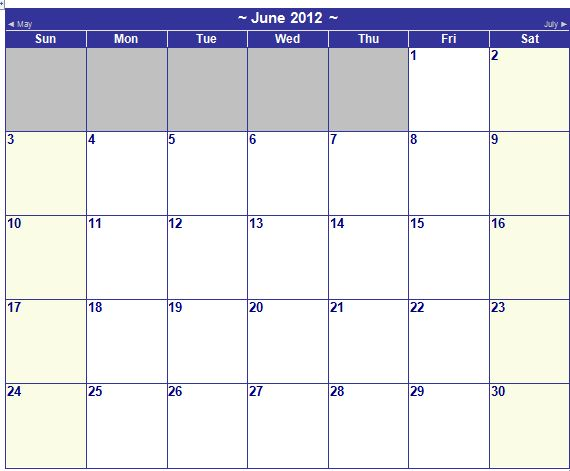 ~ June 2012 ~
◄ May July ►
Sun Mon Tue Wed Thu Fri Sat
1 2
3 4 5 6 7 8 9
10 11 12 13 14 15 16
17 18 19 20 21 22 23
24 25 26 27 28 29 30